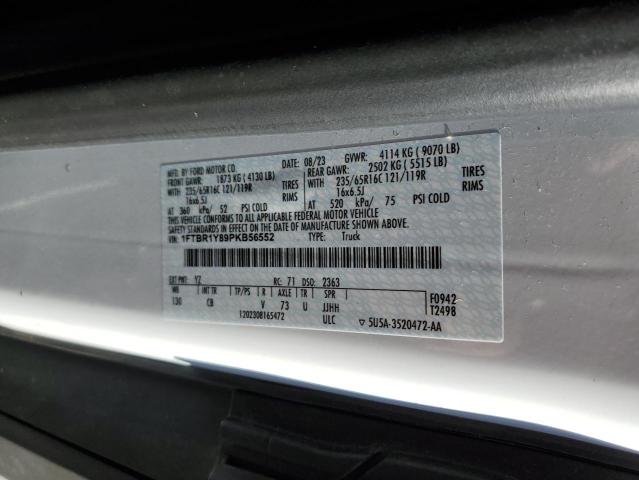 MFD. BY FORD MOTOR CO.
08/23 GVWR: 4114 KG ( 9070 LB)
FRONT GAWR: 1873 KG ( 4130 LB)
REAR GAWR: 2502 KG ( 5515 LB)
WITH 235/65R16C 121/119R TIRES
WITH 235/65R16C 121/119R TIRES
16x6.5J RIMS
16x6.5J RIMS
AT 360 kPa/ 52 PSI COLD
AT 520 kPa/ 75 PSI COLD
THIS VEHICLE CONFORMS TO ALL APPLICABLE FEDERAL MOTOR VEHICLE
SAFETY STANDARDS IN EFFECT ON THE DATE OF MANUFACTURE SHOWN ABOVE.
VIN: 1FTBR1Y89PKB56552
TYPE: Truck
EXT PNT: YZ RC: 71 DSO: 2363
WB INT TR TP/PS R AXLE TR SPR
130 CB V 73 U JJHH
ULC
1202308165472
F0942
T2498
▽ 5U5A-3520472-AA